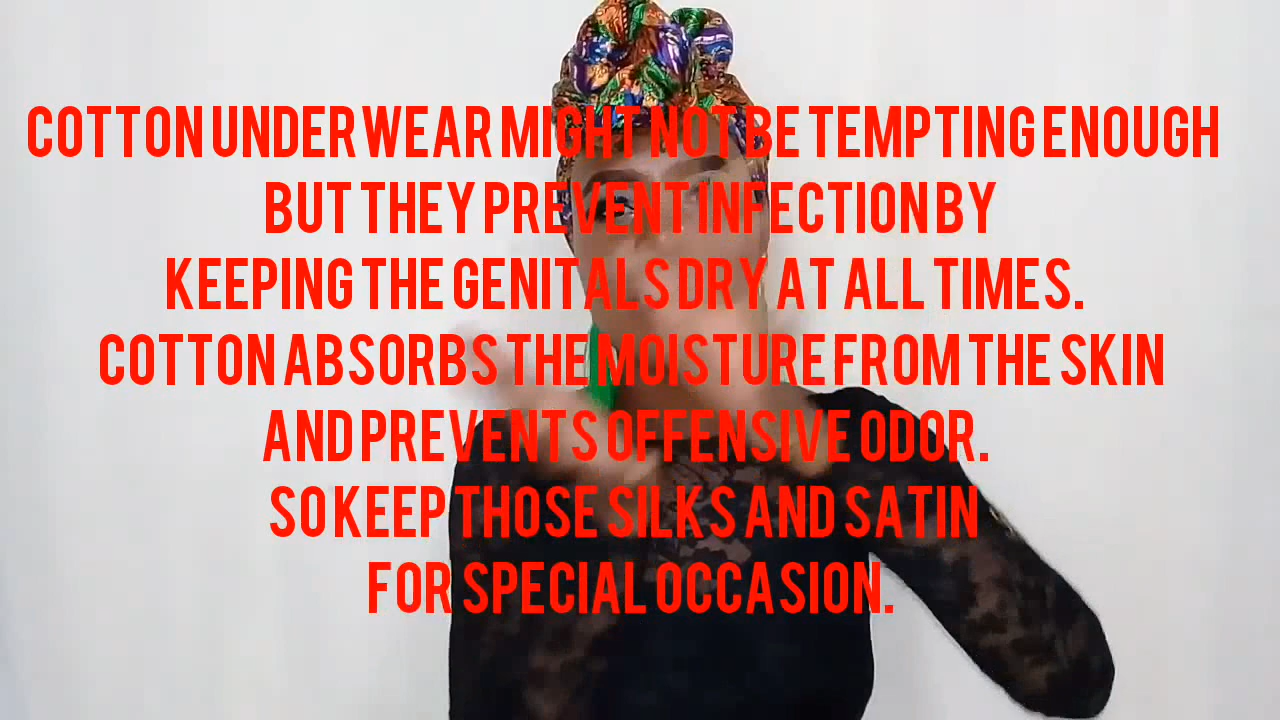 COTTON UNDERWEAR MIGHT NOT BE TEMPTING ENOUGH
BUT THEY PREVENT INFECTION BY
KEEPING THE GENITALS DRY AT ALL TIMES.
COTTON ABSORBS THE MOISTURE FROM THE SKIN
AND PREVENTS OFFENSIVE ODOR.
SO KEEP THOSE SILKS AND SATIN
FOR SPECIAL OCCASION.